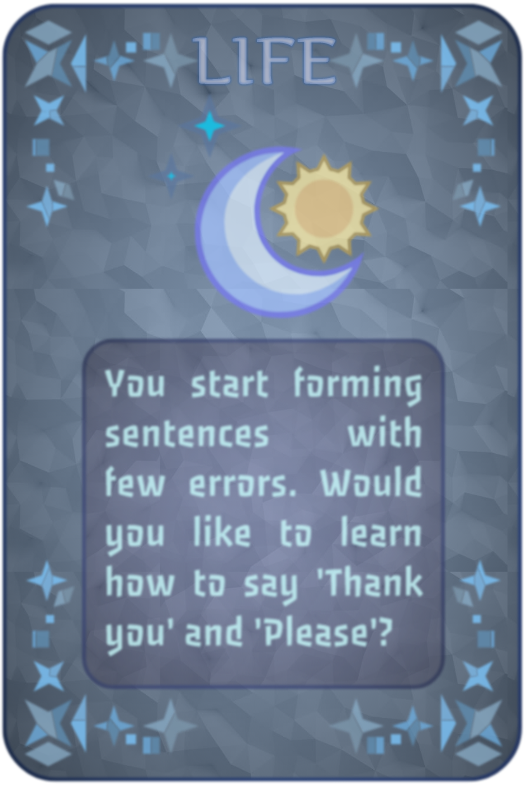 LIFE
You start forming
sentences with
few errors. Would
you like to learn
how to say 'Thank
you' and 'Please'?